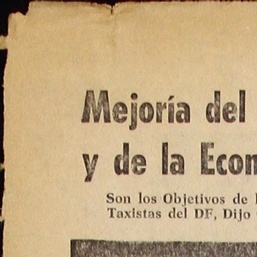 Mejoría del
y de la Econ
Son los Objetivos de l
Taxistas del DF, Dijo